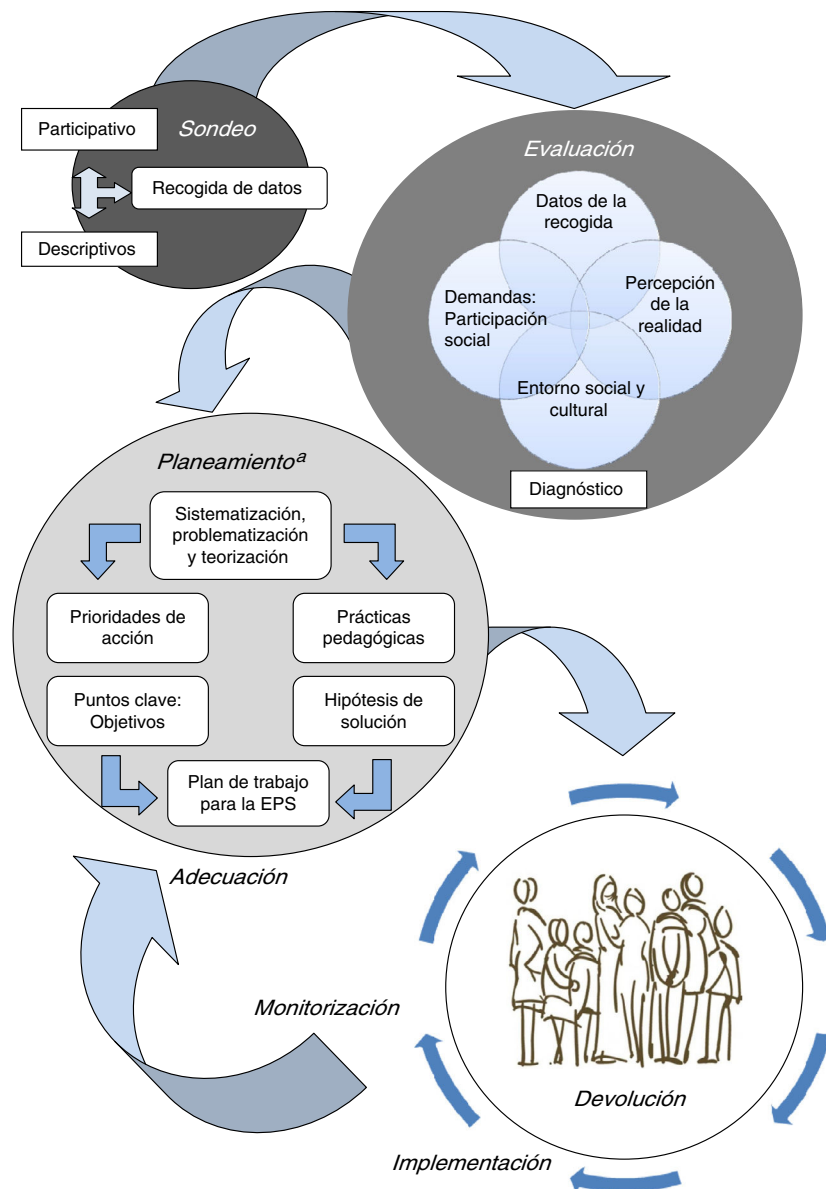 Sondeo
Participativo
Recogida de datos
Descriptivos
Evaluación
Datos de la
recogida
Demandas:
Participación
social
Percepción
de la
realidad
Entorno social y
cultural
Diagnóstico
Planeamientoª
Sistematización,
problematización
y teorización
Prioridades de
acción
Prácticas
pedagógicas
Puntos clave:
Objetivos
Hipótesis de
solución
Plan de trabajo
para la EPS
Adecuación
Monitorización
Devolución
Implementación